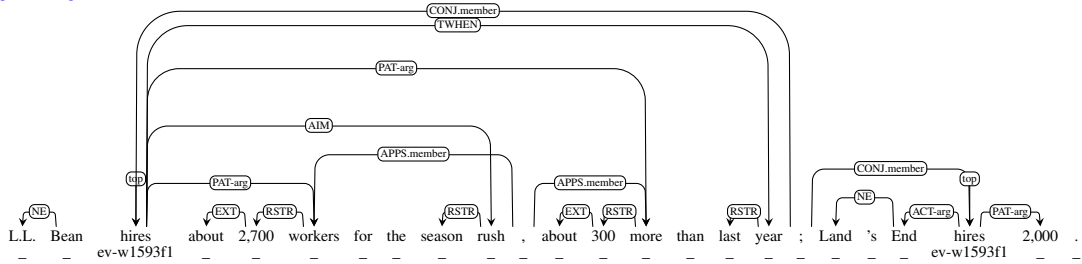 CONJ.member
TWHEN
PAT-arg
AIM
APPS.member
CONJ.member
top PAT-arg APPS.member top
NE EXT RSTR RSTR EXT RSTR RSTR NE ACT-arg PAT-arg
L.L. Bean hires about 2,700 workers for the season rush , about 300 more than last year ; Land 's End hires 2,000 .
_ _ ev-w1593f1 _ _ _ _ _ _ _ _ _ _ _ _ _ _ _ _ _ _ ev-w1593f1 _ _